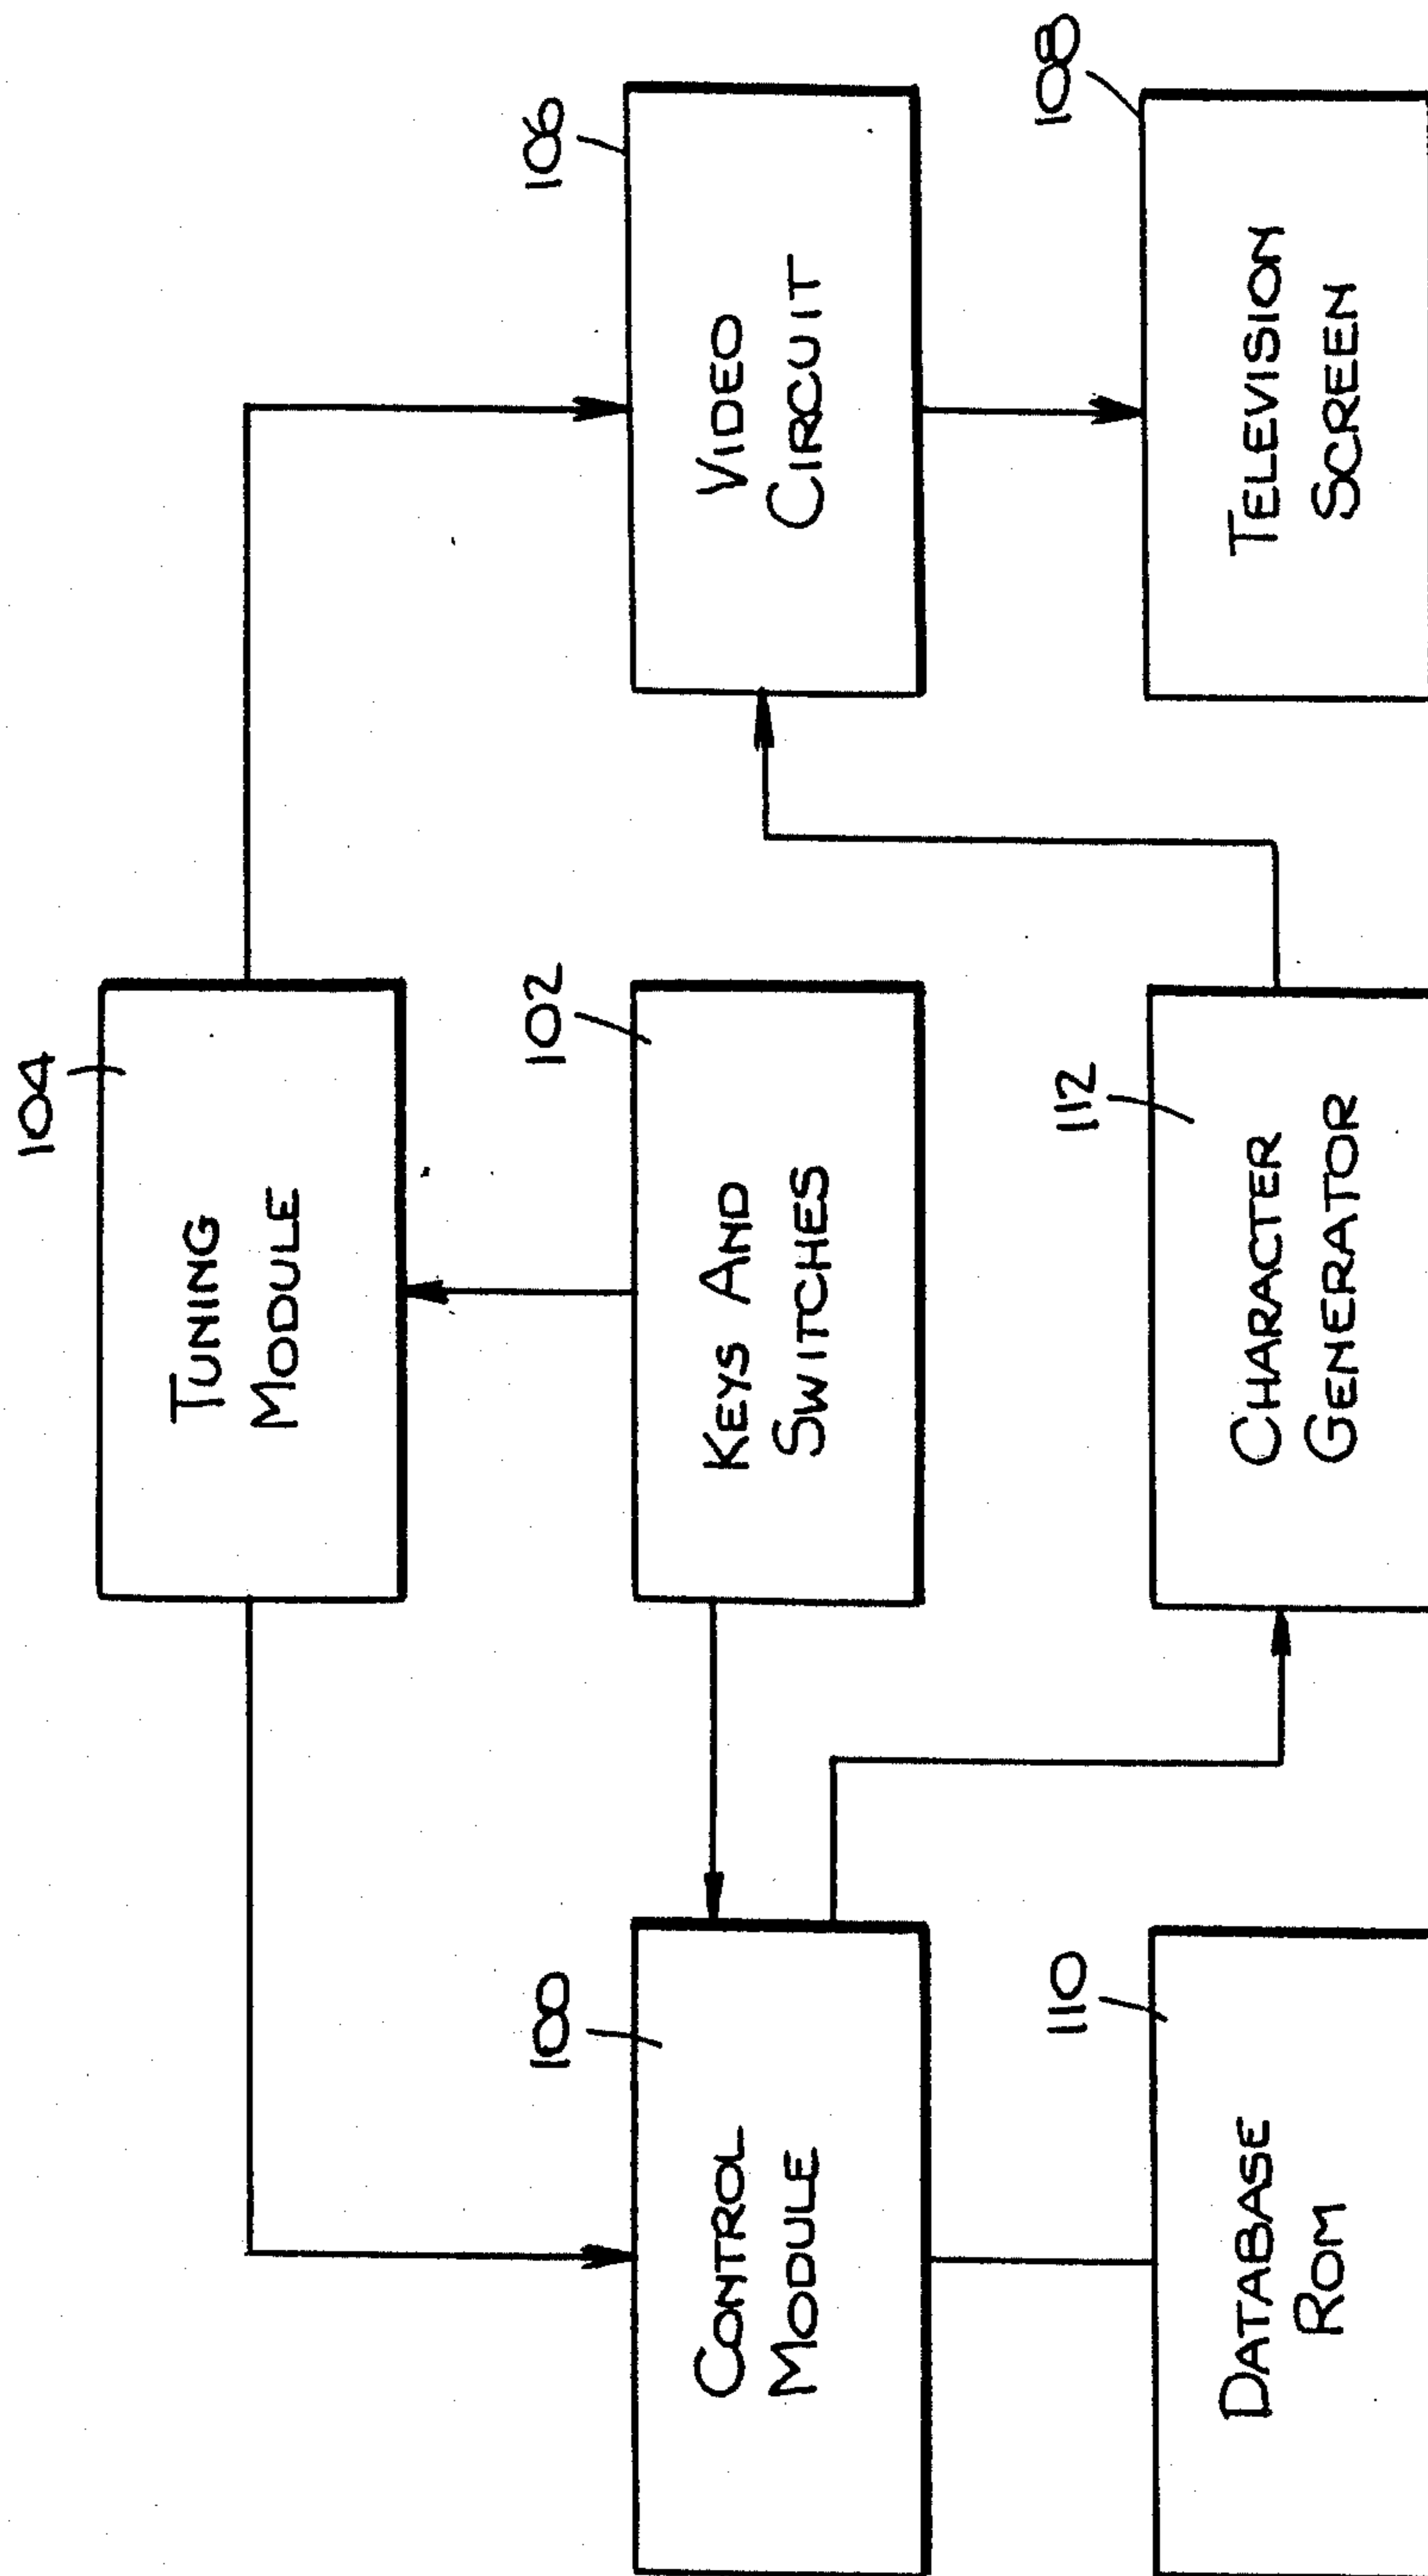 104
TUNING
MODULE
100
CONTROL
MODULE
102
KEYS AND
SWITCHES
106
VIDEO
CIRCUIT
110
DATABASE
ROM
112
CHARACTER
GENERATOR
108
TELEVISION
SCREEN